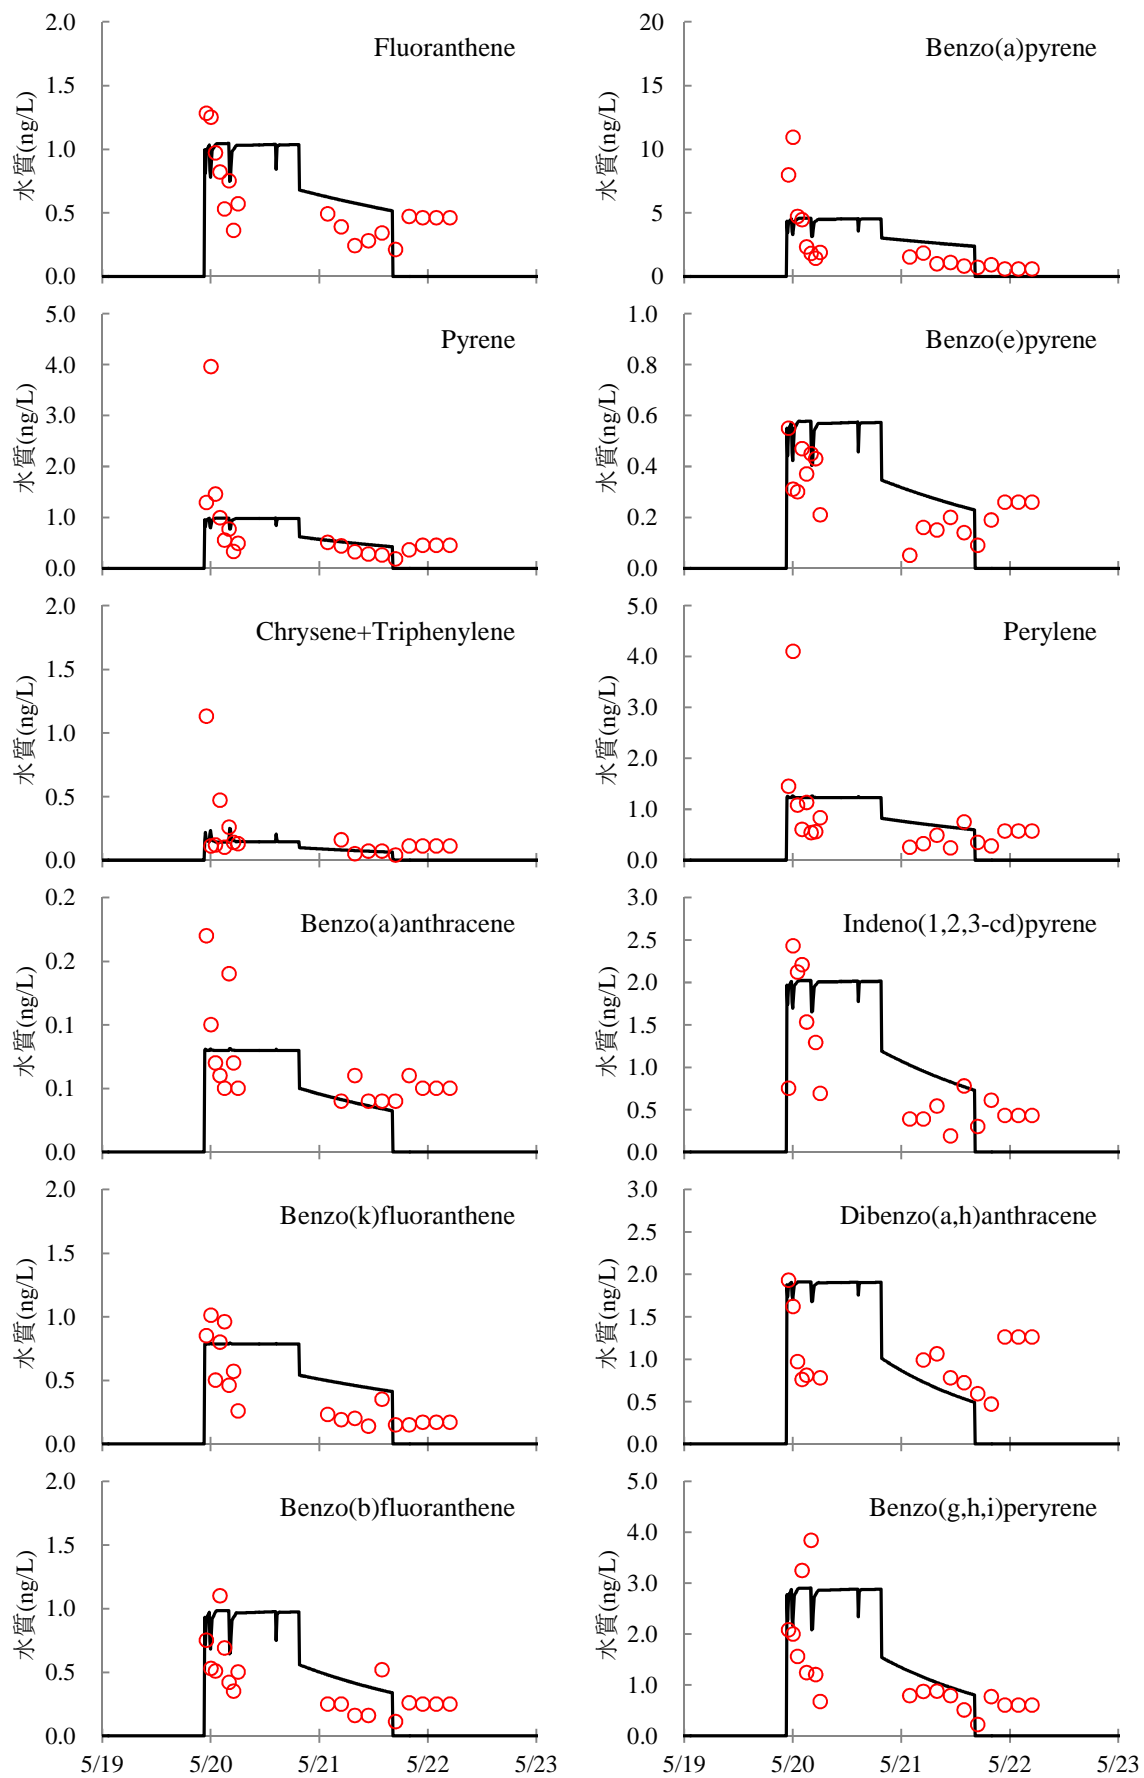 2.0
1.5
1.0
0.5
0.0
水質(ng/L)
Fluoranthene
20
15
10
5
0
水質(ng/L)
Benzo(a)pyrene
5.0
4.0
3.0
2.0
1.0
0.0
水質(ng/L)
Pyrene
1.0
0.8
0.6
0.4
0.2
0.0
水質(ng/L)
Benzo(e)pyrene
2.0
1.5
1.0
0.5
0.0
水質(ng/L)
Chrysene+Triphenylene
5.0
4.0
3.0
2.0
1.0
0.0
水質(ng/L)
Perylene
0.2
0.2
0.1
0.1
0.0
水質(ng/L)
Benzo(a)anthracene
3.0
2.5
2.0
1.5
1.0
0.5
0.0
水質(ng/L)
Indeno(1,2,3-cd)pyrene
2.0
1.5
1.0
0.5
0.0
水質(ng/L)
Benzo(k)fluoranthene
3.0
2.5
2.0
1.5
1.0
0.5
0.0
水質(ng/L)
Dibenzo(a,h)anthracene
2.0
1.5
1.0
0.5
0.0
水質(ng/L)
Benzo(b)fluoranthene
5/19 5/20 5/21 5/22 5/23
5.0
4.0
3.0
2.0
1.0
0.0
水質(ng/L)
Benzo(g,h,i)peryrene
5/19 5/20 5/21 5/22 5/23